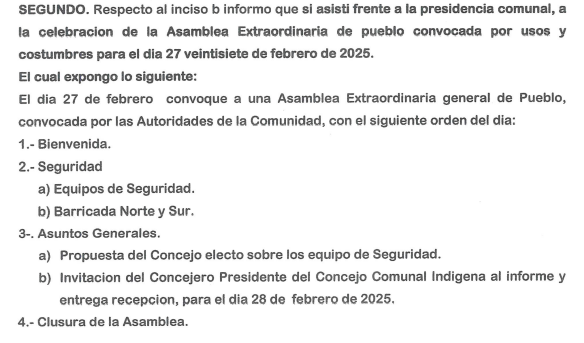 SEGUNDO. Respecto al inciso b informo que si asisti frente a la presidencia comunal, a
la celebracion de la Asamblea Extraordinaria de pueblo convocada por usos y
costumbres para el dia 27 veintisiete de febrero de 2025.
El cual expongo lo siguiente:
El dia 27 de febrero convoque a una Asamblea Extraordinaria general de Pueblo,
convocada por las Autoridades de la Comunidad, con el siguiente orden del dia:
1.- Bienvenida.
2.- Seguridad
a) Equipos de Seguridad.
b) Barricada Norte y Sur.
3-. Asuntos Generales.
a) Propuesta del Concejo electo sobre los equipo de Seguridad.
b) Invitacion del Concejero Presidente del Concejo Comunal Indigena al informe y
entrega recepcion, para el dia 28 de febrero de 2025.
4.- Clusura de la Asamblea.